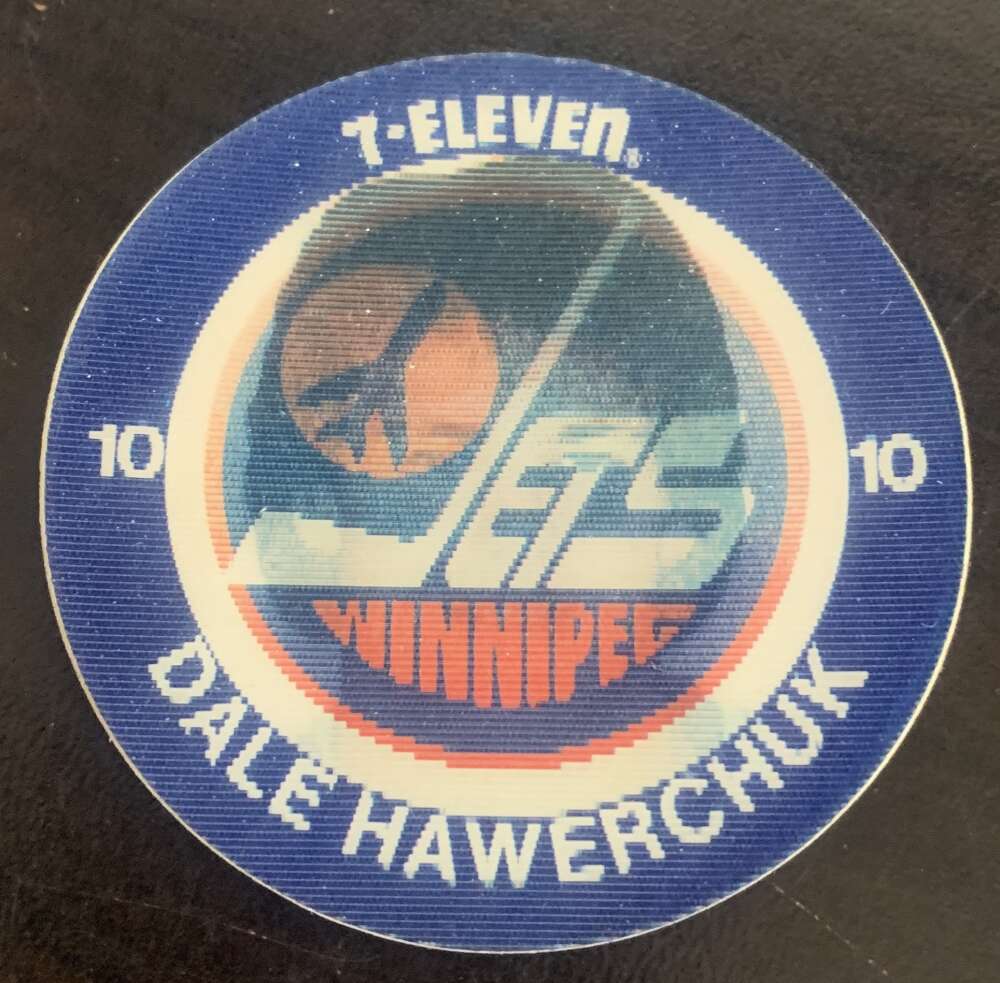 7-ELEVEn®
JETS
WINNIPEG
10
10
DALE HAWERCHUK